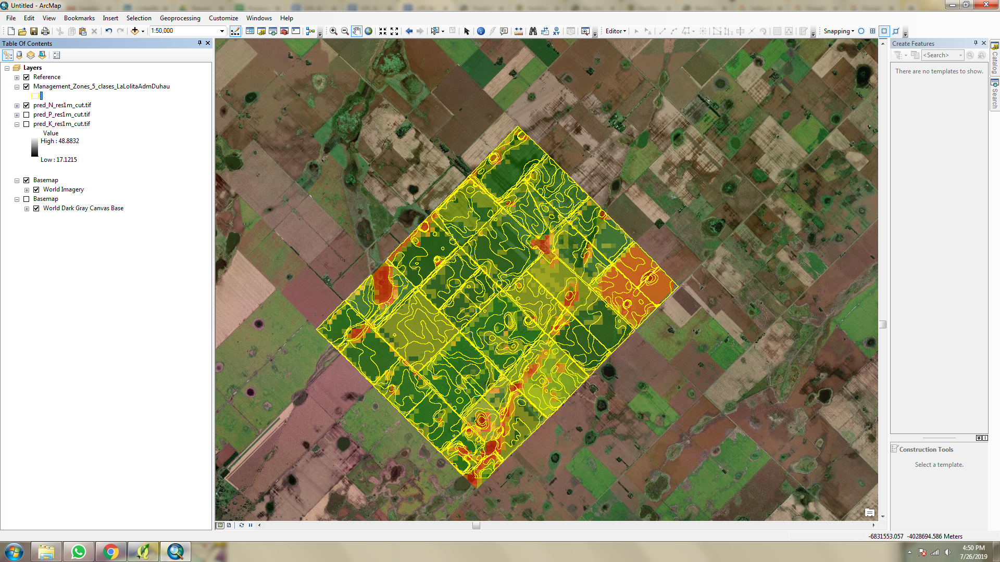 Untitled - ArcMap
File Edit View Bookmarks Insert Selection Geoprocessing Customize Windows Help
1:50,000
Editor
Snapping
Table Of Contents
Layers
Reference
Management_Zones_5_clases_LaLolitaAdmDuhau
pred_N_res1m_cut.tif
pred_P_res1m_cut.tif
pred_K_res1m_cut.tif
Value
High : 48.8832
Low : 17.1215
Basemap
World Imagery
Basemap
World Dark Gray Canvas Base
Create Features
<Search>
There are no templates to show.
Construction Tools
Select a template.
Catalog
Search
-6831553.057 -4028694.586 Meters
4:50 PM
7/26/2019